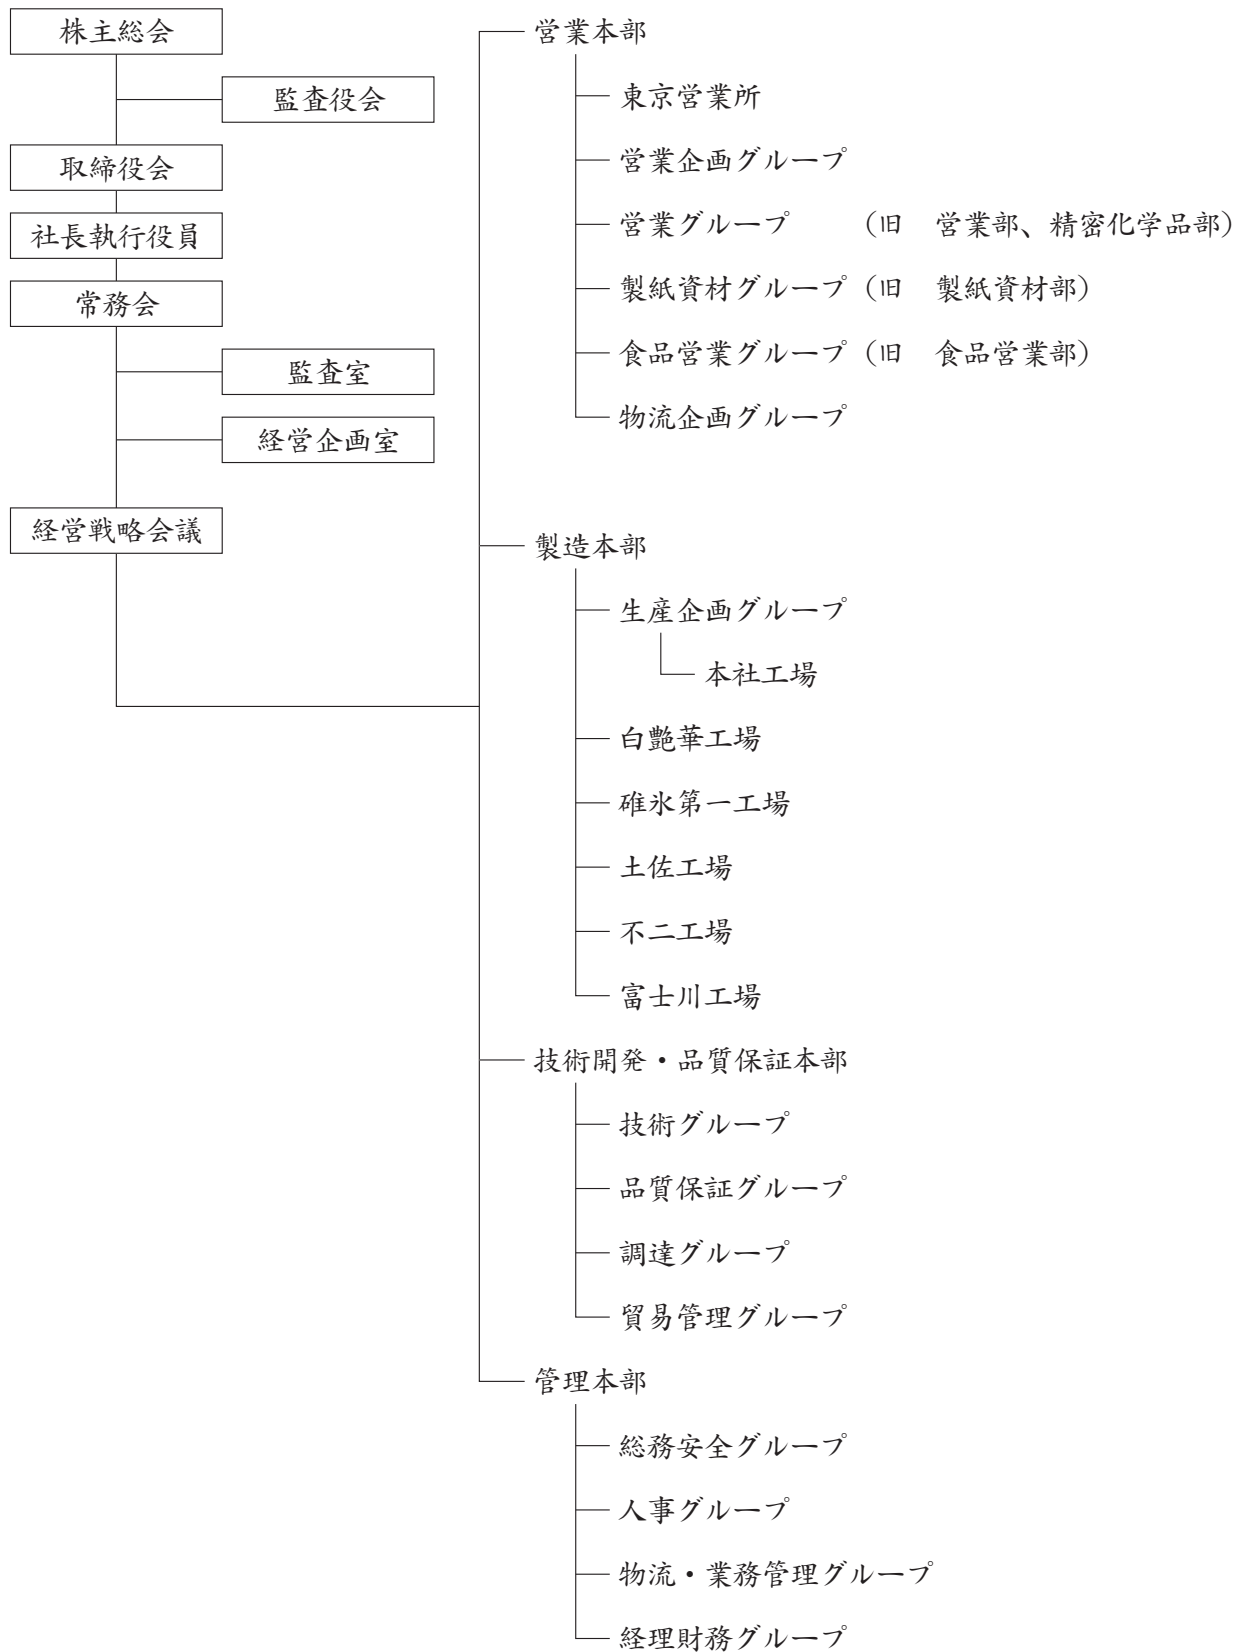 株主総会
監査役会
取締役会
社長執行役員
常務会
監査室
経営企画室
経営戦略会議
営業本部
東京営業所
営業企画グループ
営業グループ　　（旧　営業部、精密化学品部）
製紙資材グループ（旧　製紙資材部）
食品営業グループ（旧　食品営業部）
物流企画グループ
製造本部
生産企画グループ
本社工場
白艶華工場
碓氷第一工場
土佐工場
不二工場
富士川工場
技術開発・品質保証本部
技術グループ
品質保証グループ
調達グループ
貿易管理グループ
管理本部
総務安全グループ
人事グループ
物流・業務管理グループ
経理財務グループ